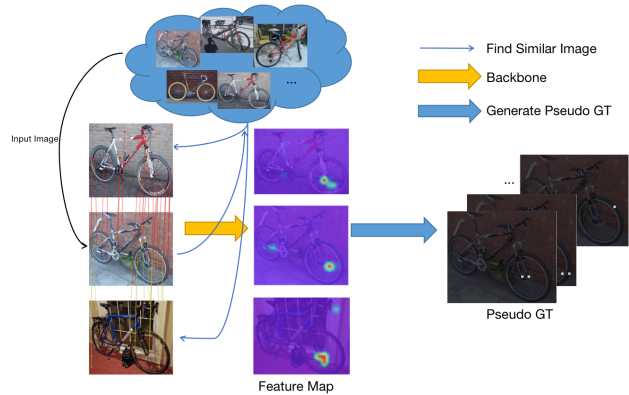 ...
Find Similar Image
Backbone
Generate Pseudo GT
Input Image
...
Pseudo GT
Feature Map